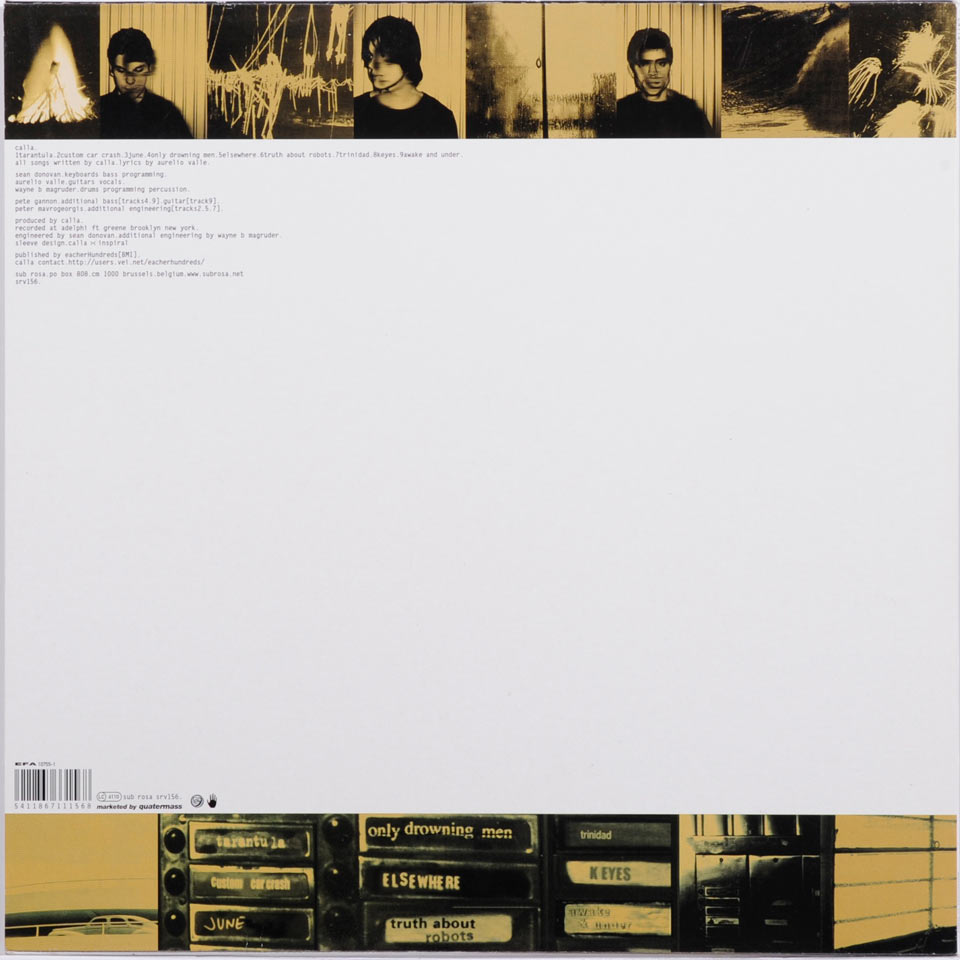 calla.
1tarantula.2custom car crash.3june.4only drowning men.5elsewhere.6truth about robots.7trinidad.8keyes.9awake and under.
all songs written by calla.lyrics by aurelio valle.
sean donovan.keyboards bass programming.
aurelio valle.guitars vocals.
wayne b magruder.drums programming percussion.
pete gannon.additional bass[tracks4.9].guitar[track9].
peter mavrogeorgis.additional engineering[tracks2.5.7].
produced by calla.
recorded at adelphi ft greene brooklyn new york.
engineered by sean donovan.additional engineering by wayne b magruder.
sleeve design.calla >< inspiral
published by eacherHundreds[BMI].
calla contact.http://users.vei.net/eacherhundreds/
sub rosa.po box 808.cm 1000 brussels.belgium.www.subrosa.net
srv156.
EFA 13755-1
5411867111568
LC 6110 sub rosa srv156.
marketed by quatermass
tarantula
Custom car crash
JUNE
only drowning men
ELSEWHERE
truth about
robots
trinidad
KEYES
awake
& under